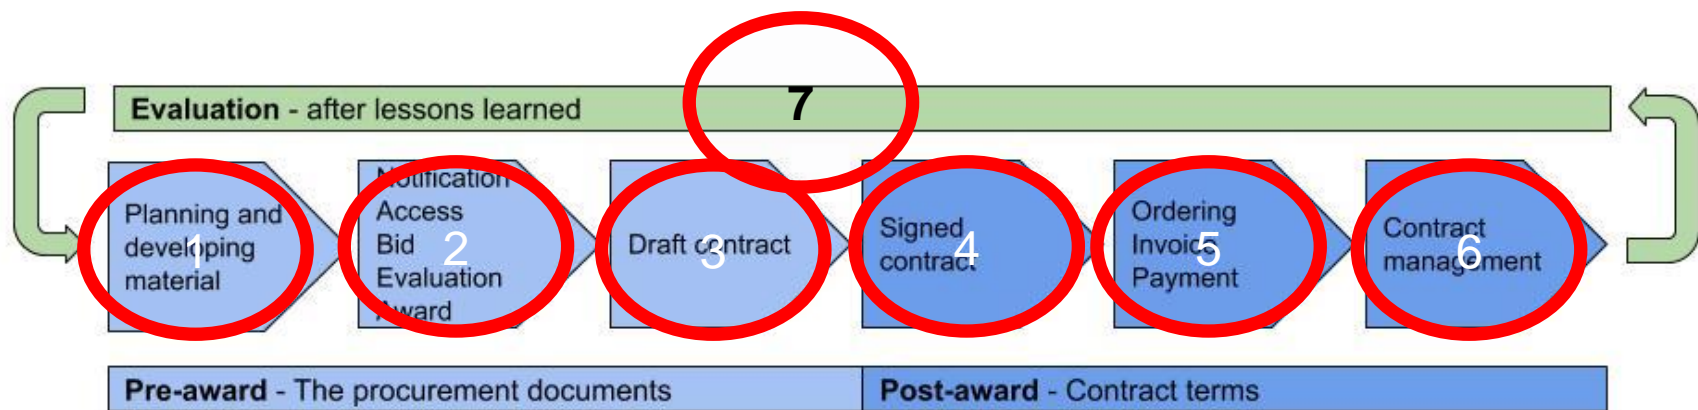 7
Evaluation - after lessons learned
Planning and
developing
material
1
Notification
Access
Bid
Evaluation
Award
2
Draft contract
3
Signed
contract
4
Ordering
Invoice
Payment
5
Contract
management
6
Pre-award - The procurement documents
Post-award - Contract terms